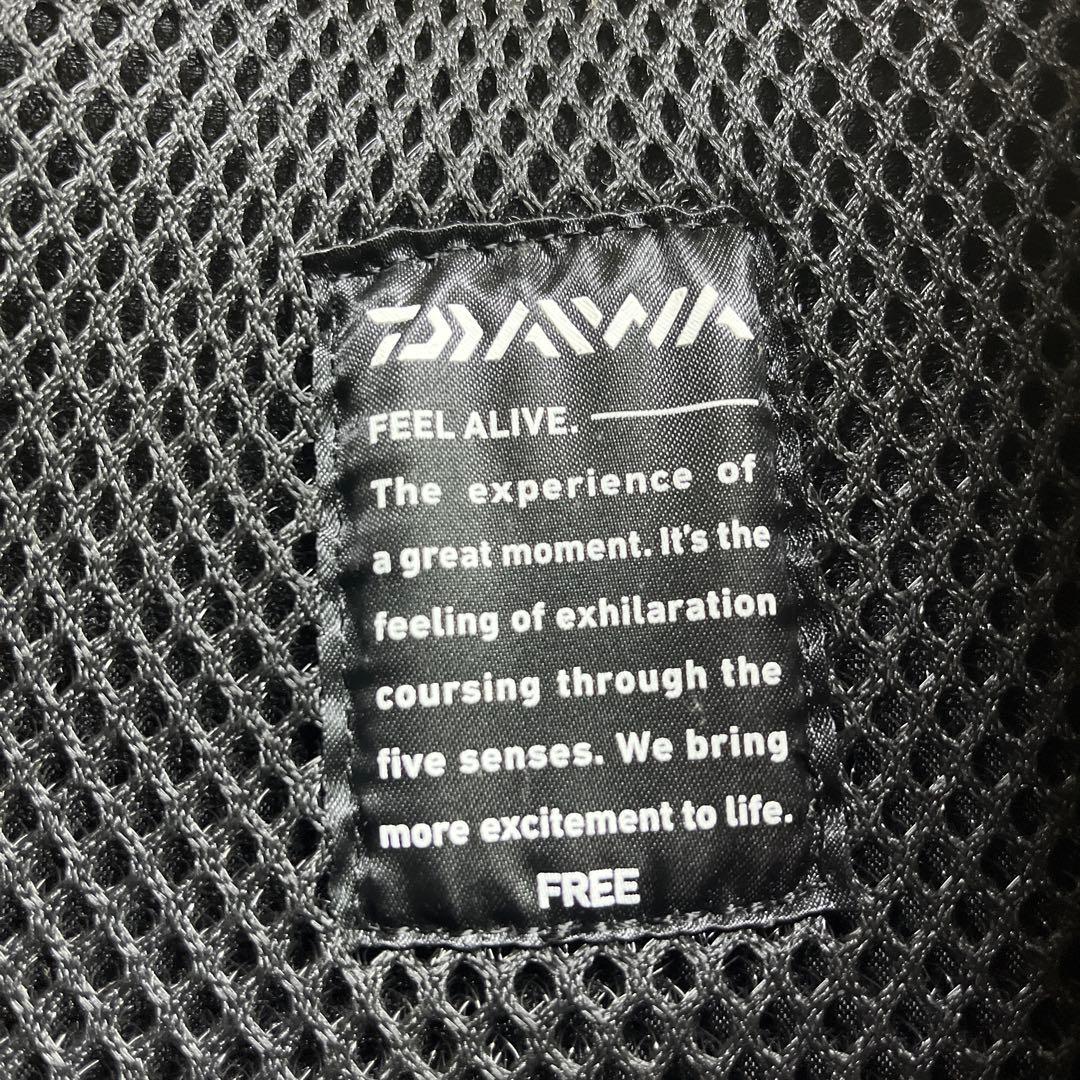 DAIWA
FEEL ALIVE.
The experience of
a great moment. It's the
feeling of exhilaration
coursing through the
five senses. We bring
more excitement to life.
FREE